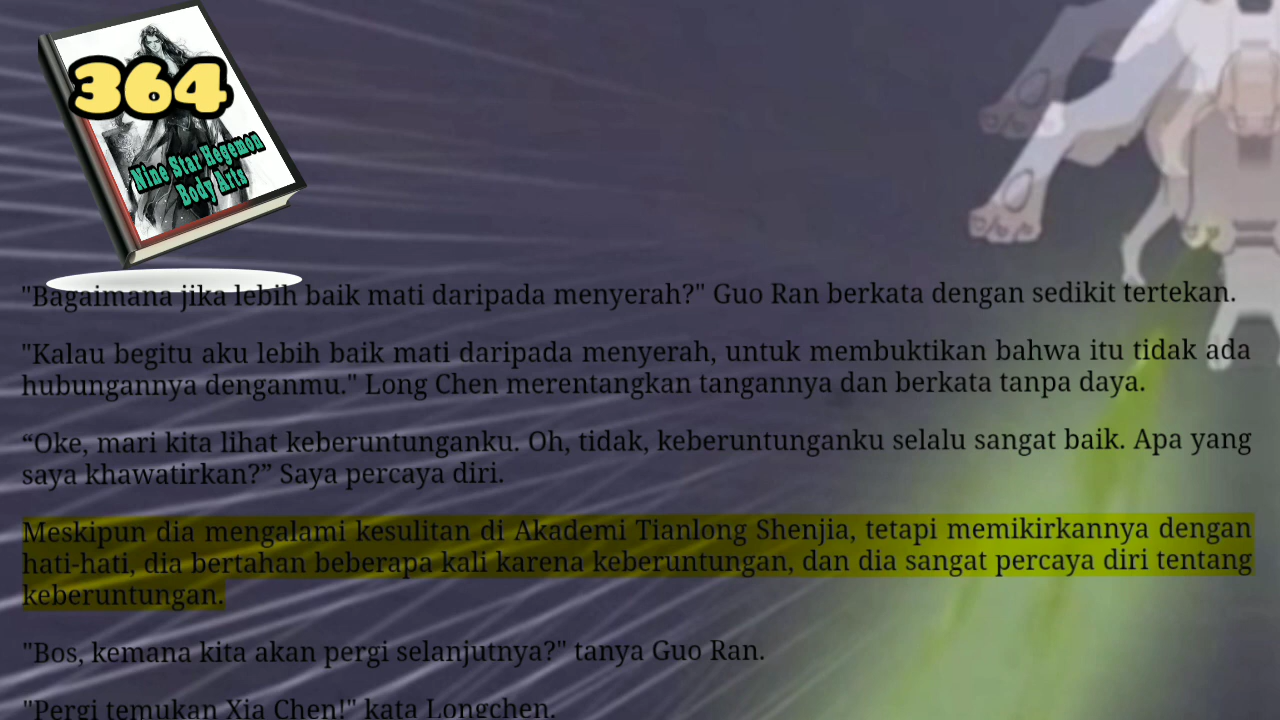 364
Nine Star Hegemon
Body Arts
"Bagaimana jika lebih baik mati daripada menyerah?" Guo Ran berkata dengan sedikit tertekan.
"Kalau begitu aku lebih baik mati daripada menyerah, untuk membuktikan bahwa itu tidak ada
hubungannya denganmu." Long Chen merentangkan tangannya dan berkata tanpa daya.
“Oke, mari kita lihat keberuntunganku. Oh, tidak, keberuntunganku selalu sangat baik. Apa yang
saya khawatirkan?” Saya percaya diri.
Meskipun dia mengalami kesulitan di Akademi Tianlong Shenjia, tetapi memikirkannya dengan
hati-hati, dia bertahan beberapa kali karena keberuntungan, dan dia sangat percaya diri tentang
keberuntungan.
"Bos, kemana kita akan pergi selanjutnya?" tanya Guo Ran.
"Pergi temukan Xia Chen!" kata Longchen.